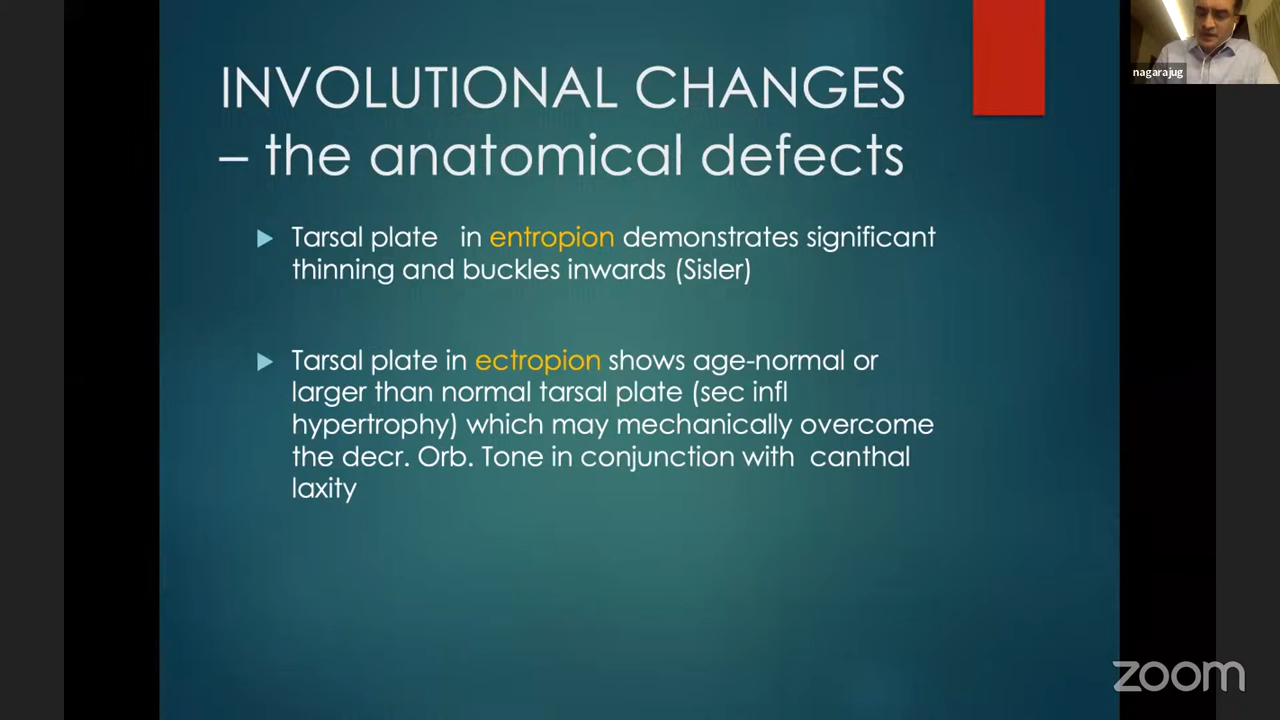 INVOLUTIONAL CHANGES
– the anatomical defects
Tarsal plate in entropion demonstrates significant
thinning and buckles inwards (Sisler)
Tarsal plate in ectropion shows age-normal or
larger than normal tarsal plate (sec infl
hypertrophy) which may mechanically overcome
the decr. Orb. Tone in conjunction with canthal
laxity
nagarajug
zoom